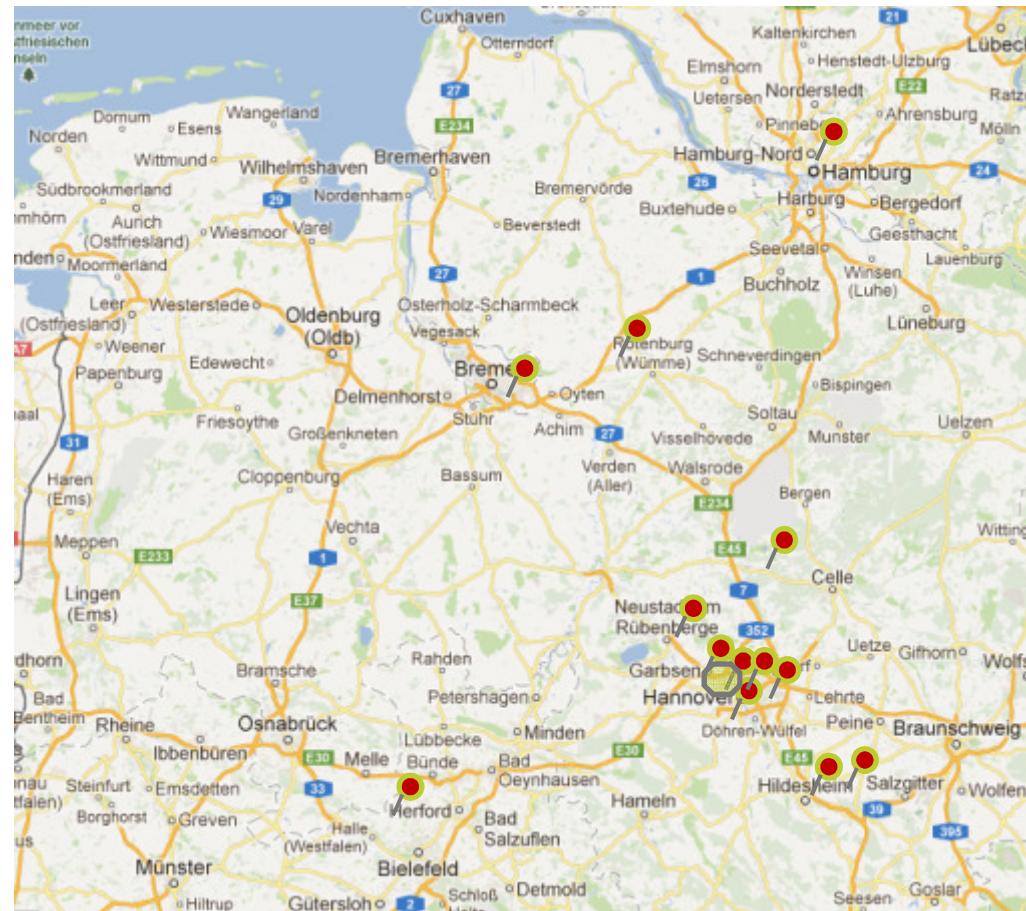 Cuxhaven
21
Kaltenkirchen
Otterndorf
Elmshorn
Henstedt-Ulzburg
27
E22
Uetersen
Norderstedt
E234
Dornum
Wangerland
Ahrensburg
Norden
Esens
Mölln
Wittmund
Wilhelmshaven
Bremerhaven
Hamburg-Nord
Hamburg
24
Südbrookmerland
Nordenham
Bremervörde
26
29
Buxtehude
Harburg
Bergedorf
Aurich
(Ostfriesland)
Wiesmoor
Varel
Beverstedt
Geesthacht
Seevetal
Moormerland
27
1
Winsen
(Luhe)
Lauenburg
Buchholz
Leer
(Ostfriesland)
Westerstede
Oldenburg
(Oldb)
Osterholz-Scharmbeck
Lüneburg
Vegesack
A7
Weener
Edewecht
(Wümme)
Schneverdingen
Papenburg
Delmenhorst
Oyten
Bispingen
Friesoythe
Stuhr
Achim
Soltau
Großenkneten
27
Visselhövede
Munster
Uelzen
31
Haren
(Ems)
Cloppenburg
Bassum
Verden
(Aller)
Walsrode
Bergen
E234
Vechta
Meppen
E233
1
E45
Celle
Lingen
(Ems)
E37
7
Rübenberge
352
Uetze
Gifhorn
Rahden
Garbsen
Bramsche
Petershagen
Lehrte
Bad
Bentheim
Rheine
Osnabrück
Minden
Döhren-Wülfel
Peine
Braunschweig
Ibbenbüren
Lübbecke
E30
E30
Melle
Bünde
Bad
Oeynhausen
E45
Steinfurt
Emsdetten
33
Hameln
Salzgitter
Borghorst
Greven
Herford
39
Halle
(Westfalen)
Bad
Salzuflen
395
Münster
Bielefeld
Hiltrup
Gütersloh
2
Schloß
Detmold
Seesen
Goslar